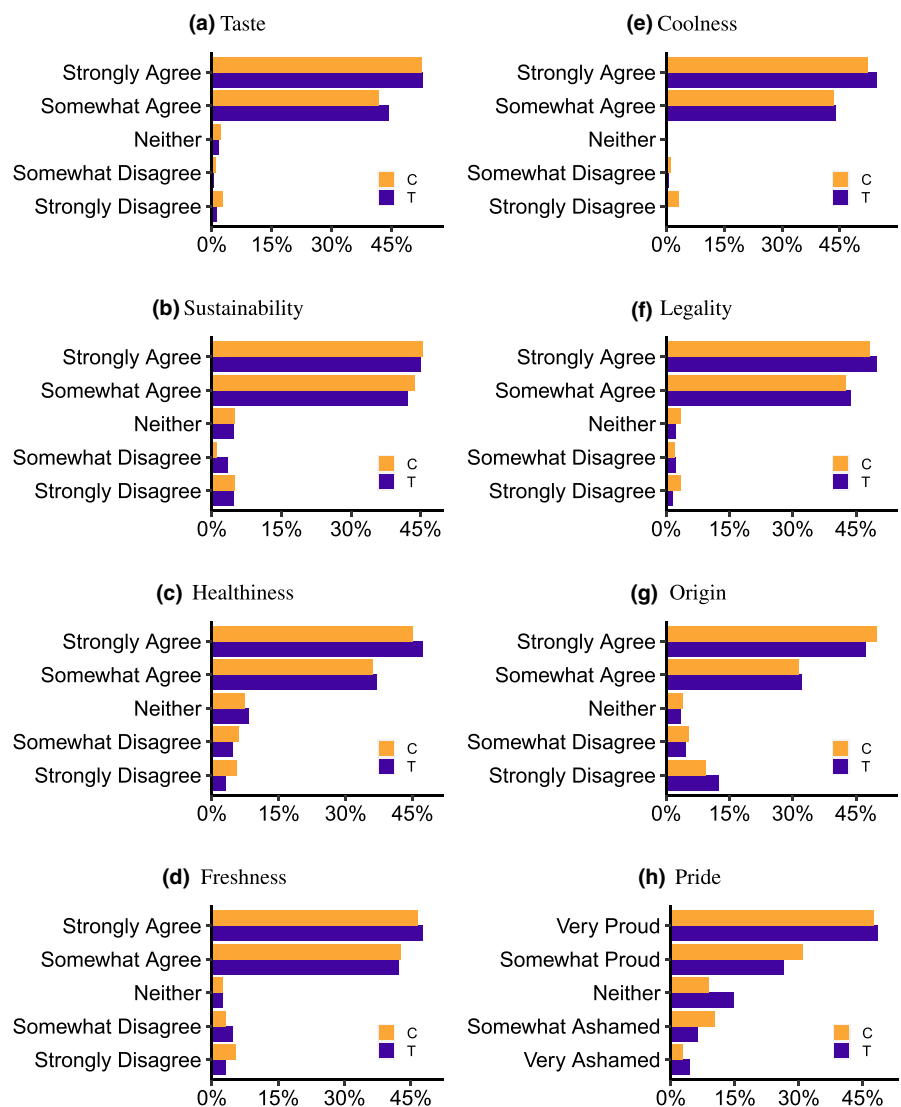 (a) Taste
Strongly Agree
Somewhat Agree
Neither
Somewhat Disagree
Strongly Disagree
C
T
0% 15% 30% 45%
(e) Coolness
Strongly Agree
Somewhat Agree
Neither
Somewhat Disagree
Strongly Disagree
C
T
0% 15% 30% 45%
(b) Sustainability
Strongly Agree
Somewhat Agree
Neither
Somewhat Disagree
Strongly Disagree
C
T
0% 15% 30% 45%
(f) Legality
Strongly Agree
Somewhat Agree
Neither
Somewhat Disagree
Strongly Disagree
C
T
0% 15% 30% 45%
(c) Healthiness
Strongly Agree
Somewhat Agree
Neither
Somewhat Disagree
Strongly Disagree
C
T
0% 15% 30% 45%
(g) Origin
Strongly Agree
Somewhat Agree
Neither
Somewhat Disagree
Strongly Disagree
C
T
0% 15% 30% 45%
(d) Freshness
Strongly Agree
Somewhat Agree
Neither
Somewhat Disagree
Strongly Disagree
C
T
0% 15% 30% 45%
(h) Pride
Very Proud
Somewhat Proud
Neither
Somewhat Ashamed
Very Ashamed
C
T
0% 15% 30% 45%